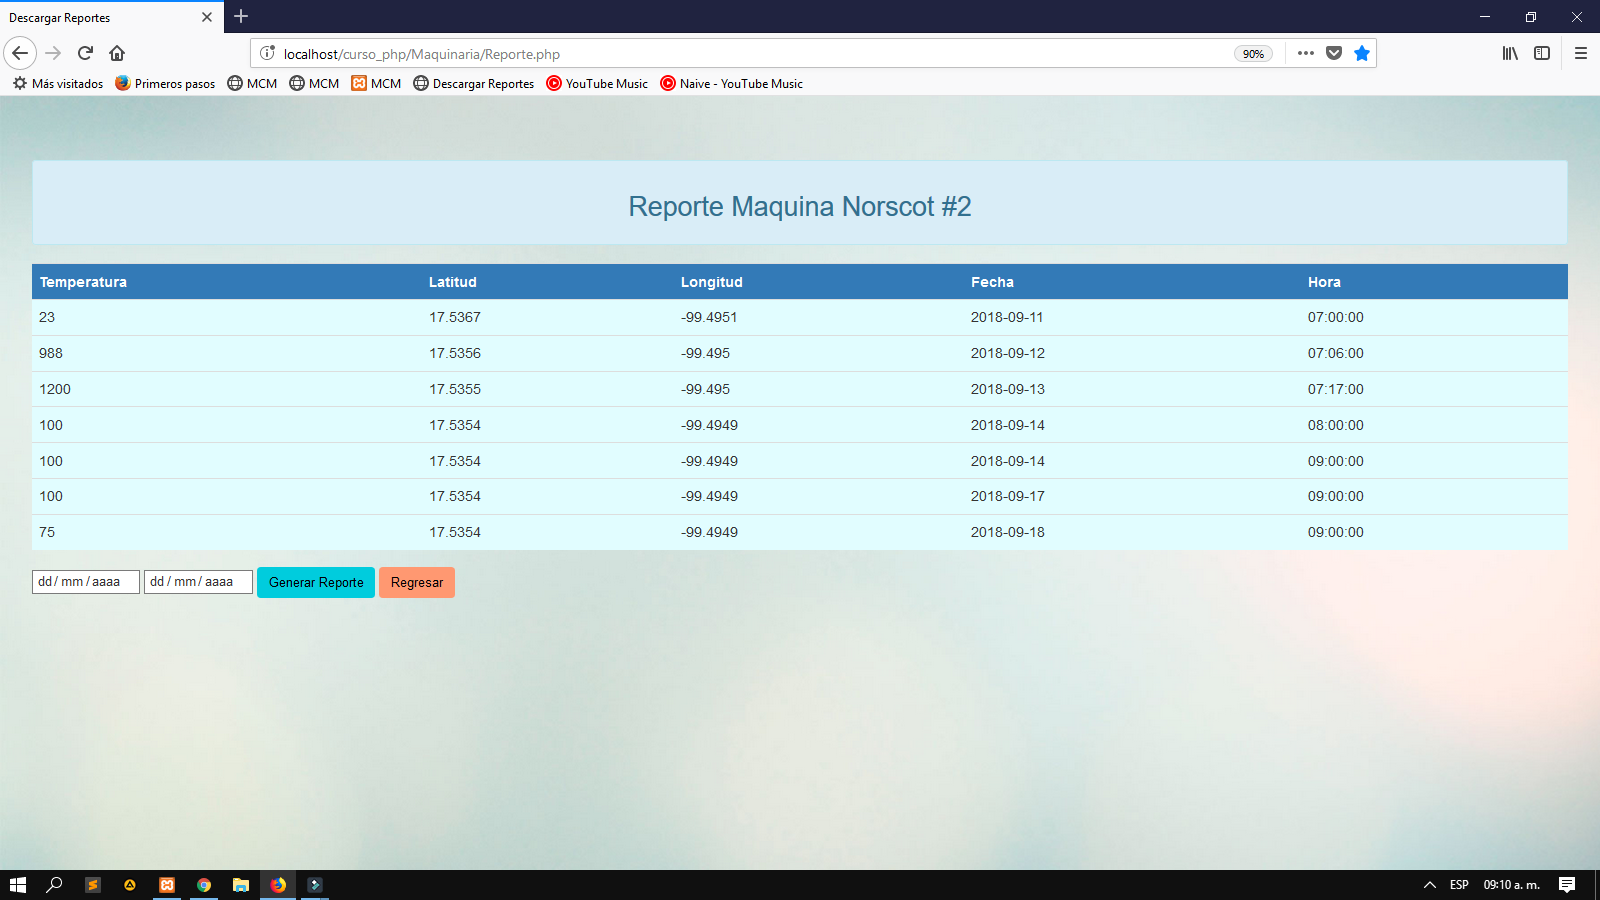 Descargar Reportes
localhost/curso_php/Maquinaria/Reporte.php 90%
Más visitados Primeros pasos MCM MCM MCM Descargar Reportes YouTube Music Naive - YouTube Music
Reporte Maquina Norscot #2
Temperatura Latitud Longitud Fecha Hora
23 17.5367 -99.4951 2018-09-11 07:00:00
988 17.5356 -99.495 2018-09-12 07:06:00
1200 17.5355 -99.495 2018-09-13 07:17:00
100 17.5354 -99.4949 2018-09-14 08:00:00
100 17.5354 -99.4949 2018-09-14 09:00:00
100 17.5354 -99.4949 2018-09-17 09:00:00
75 17.5354 -99.4949 2018-09-18 09:00:00
dd / mm / aaaa dd / mm / aaaa Generar Reporte Regresar
ESP 09:10 a. m.